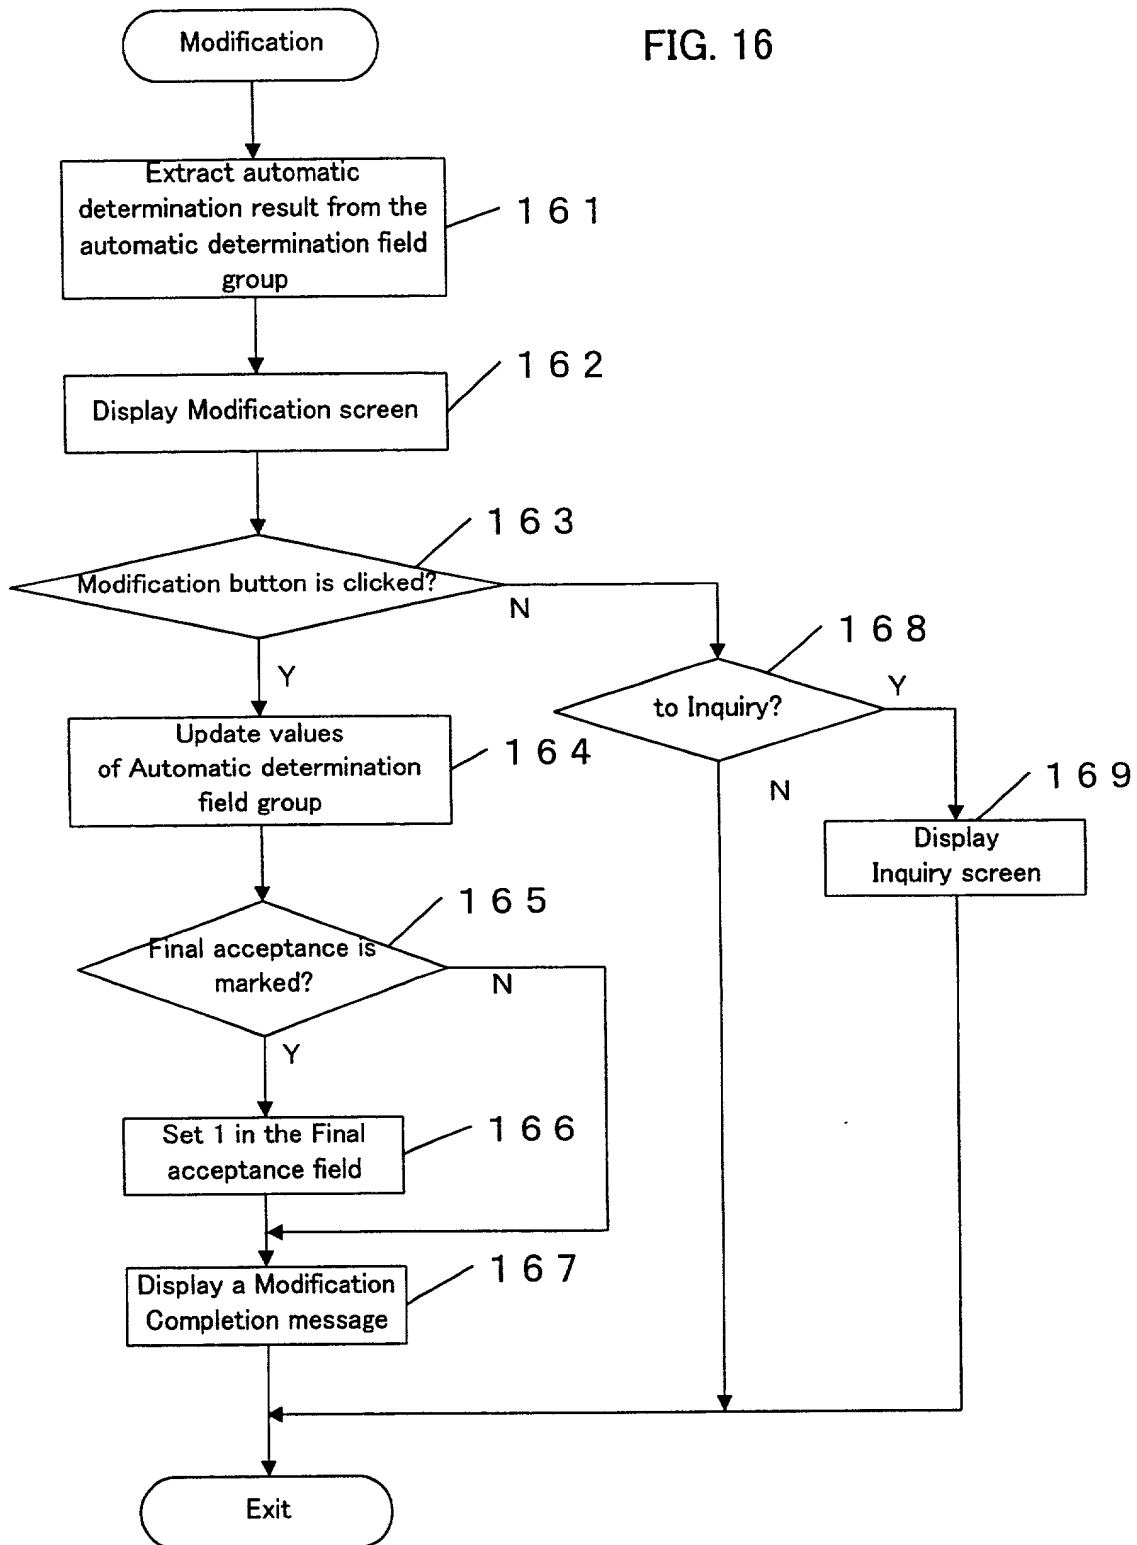 Modification
FIG. 16
Extract automatic
determination result from the
automatic determination field
group
161
Display Modification screen
162
Modification button is clicked?
163
N
Y
to Inquiry?
168
Y
N
Update values
of Automatic determination
field group
164
Display
Inquiry screen
169
Final acceptance is
marked?
165
N
Y
Set 1 in the Final
acceptance field
166
Display a Modification
Completion message
167
Exit